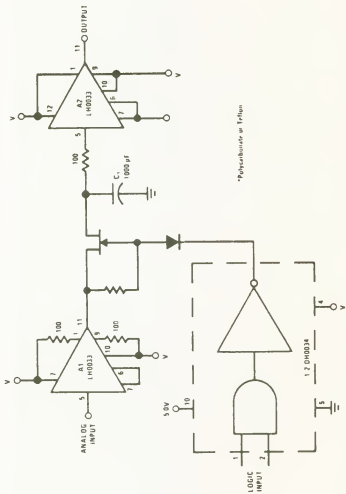 V
12
1
A2
LH0033
5
11
OUTPUT
9
10
6
7
V
100
C1
1000 pF
*Polycarbonate or Teflon
V
100
1
A1
LH0033
5
11
9
100
10
6
7
V
ANALOG
INPUT
5 0V
10
LOGIC
INPUT
1
2
1 2 DH0034
4
V
5